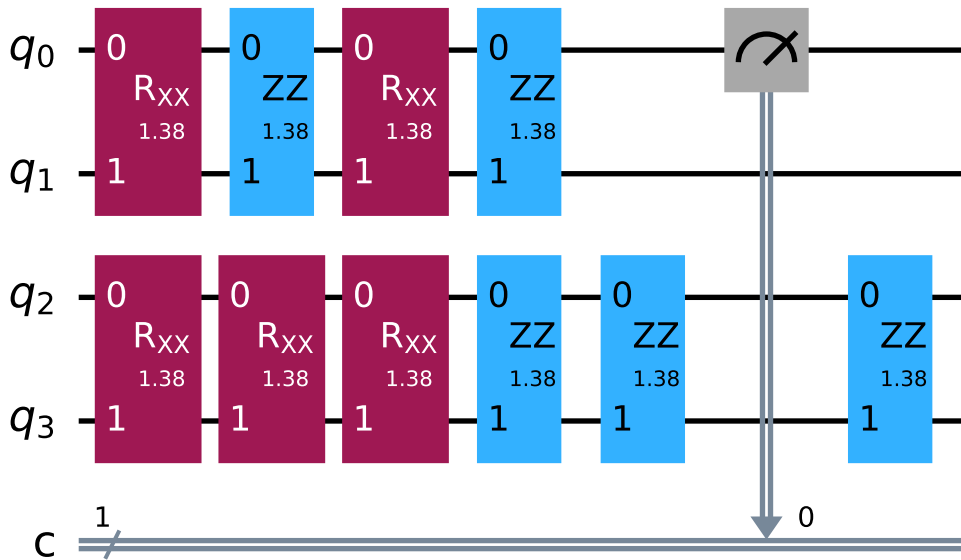 q0 0 0 0 0
RXX ZZ RXX ZZ
1.38 1.38 1.38 1.38
q1 1 1 1 1
q2 0 0 0 0 0 0
RXX RXX RXX ZZ ZZ ZZ
1.38 1.38 1.38 1.38 1.38 1.38
q3 1 1 1 1 1 1
1 0
c